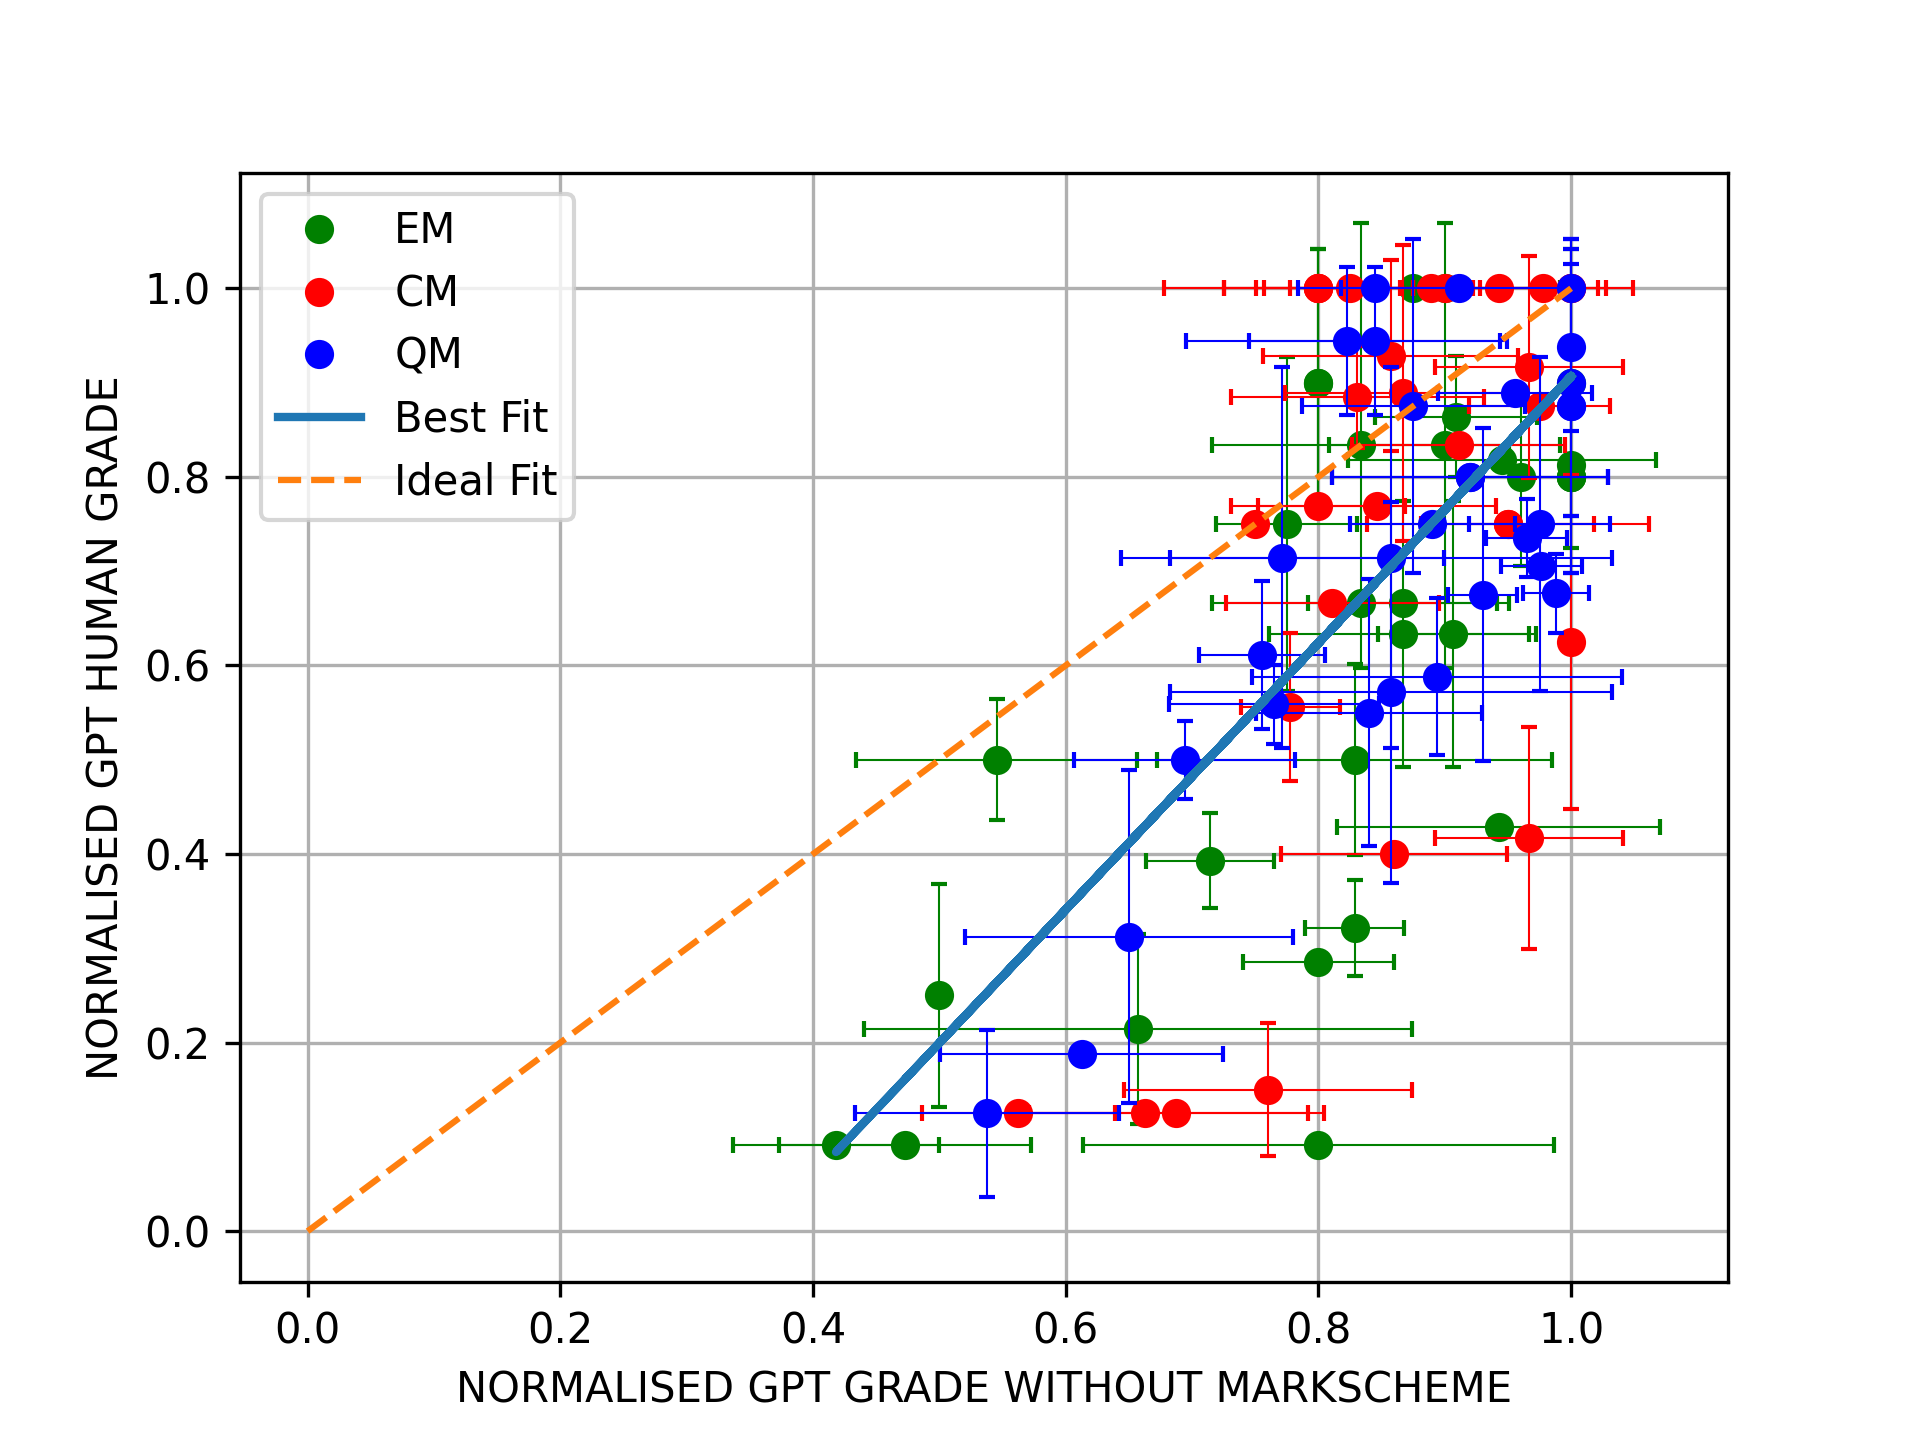 EM
CM
QM
Best Fit
Ideal Fit
1.0
0.8
0.6
0.4
0.2
0.0
NORMALISED GPT HUMAN GRADE
0.0 0.2 0.4 0.6 0.8 1.0
NORMALISED GPT GRADE WITHOUT MARKSCHEME